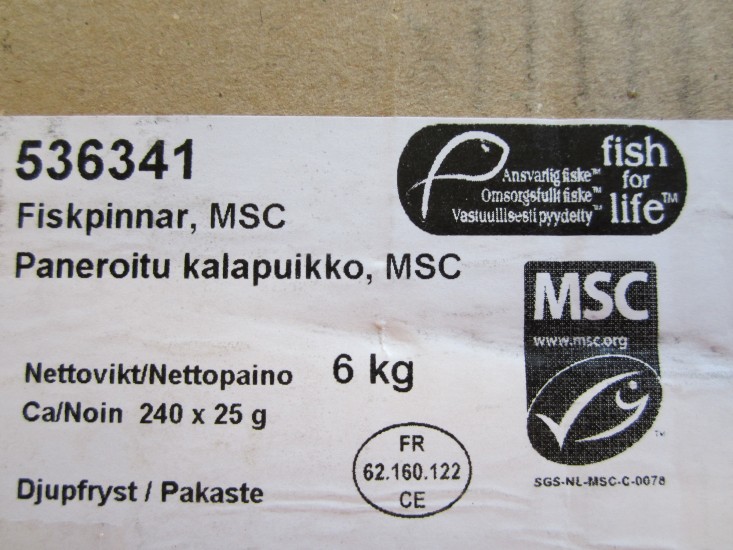 536341
Fiskpinnar, MSC
Paneroitu kalapuikko, MSC
Ansvarlig fiske™
Omsorgsfullt fiske™
Vastuullisesti pyydetty™
fish
for
life™
MSC
www.msc.org
™
SGS-NL-MSC-C-0078
Nettovikt/Nettopaino 6 kg
Ca/Noin 240 x 25 g
FR
62.160.122
CE
Djupfryst / Pakaste